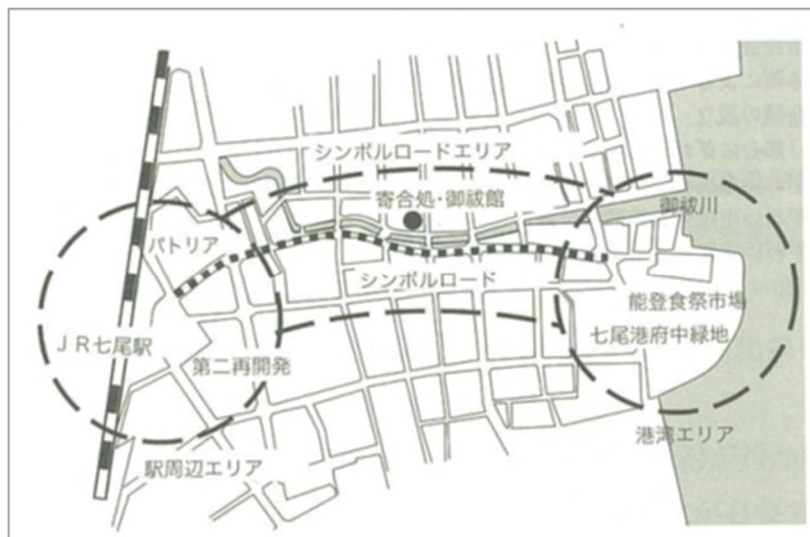 シンボルロードエリア
寄合処・御祓館
御祓川
パトリア
シンボルロード
能登食祭市場
七尾港府中緑地
JR七尾駅
第二再開発
港湾エリア
駅周辺エリア